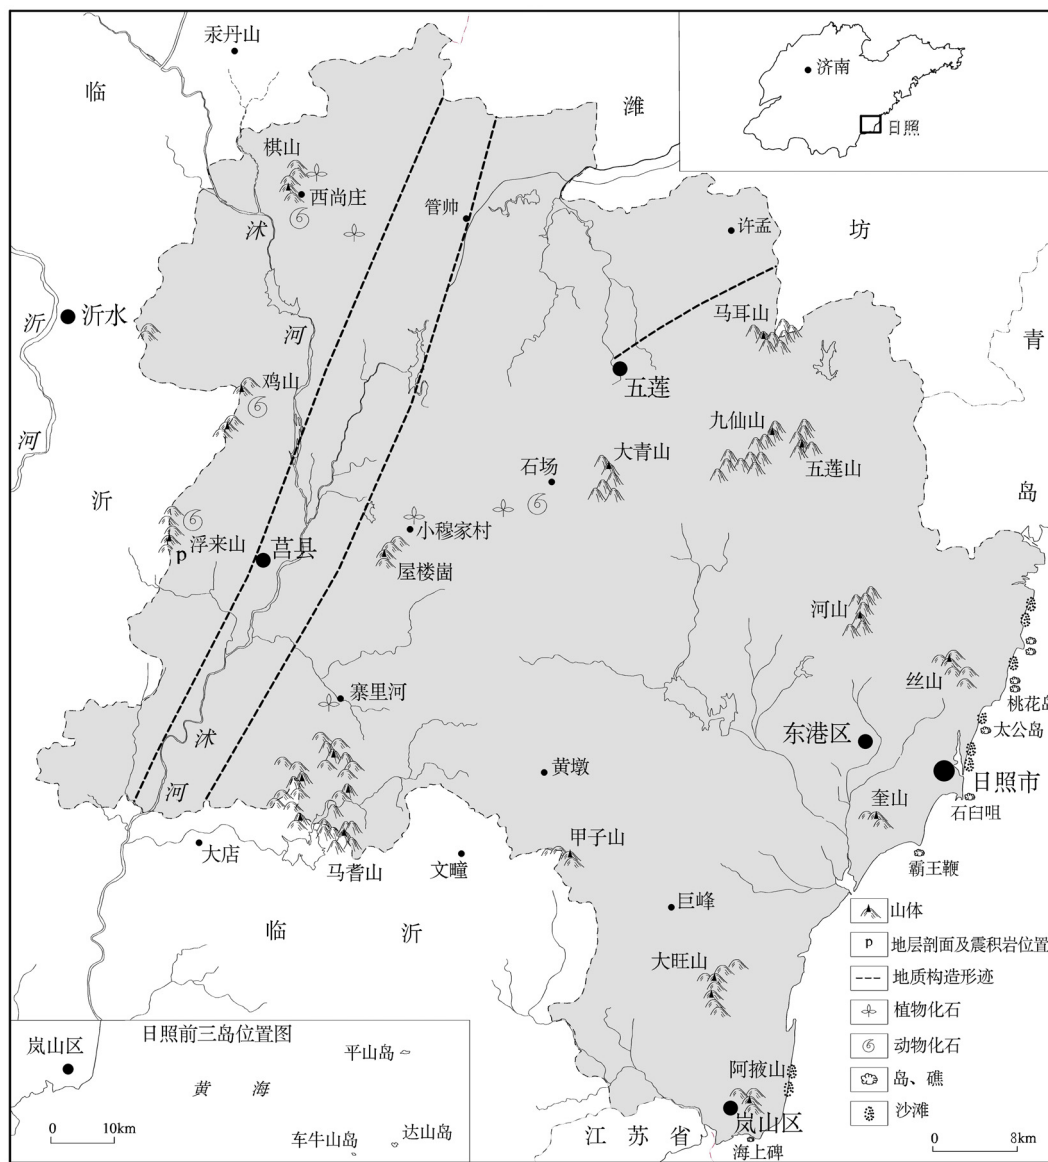 汞丹山
临
潍
济南
日照
棋山
西尚庄
沭
管帅
许孟
坊
沂
沂水
河
马耳山
青
河
鸡山
五莲
九仙山
大青山
五莲山
石场
岛
沂
浮来山
p
莒县
小穆家村
屋楼崮
河山
丝山
寨里河
桃花岛
太公岛
东港区
沭
河
黄墩
日照市
奎山
石臼咀
大店
马耆山
文疃
甲子山
霸王鞭
巨峰
临
沂
大旺山
阿掖山
岚山区
海上碑
江苏省
山体
p 地层剖面及震积岩位置
地质构造形迹
植物化石
动物化石
岛、礁
沙滩
0 8km
日照前三岛位置图
岚山区
平山岛
黄海
0 10km
车牛山岛
达山岛